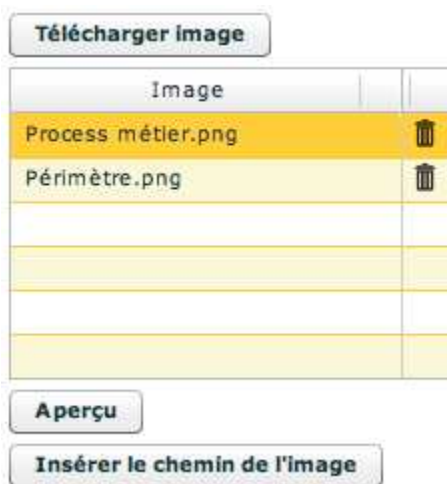 Télécharger image
Image
Process métier.png
Périmètre.png
Aperçu
Insérer le chemin de l'image